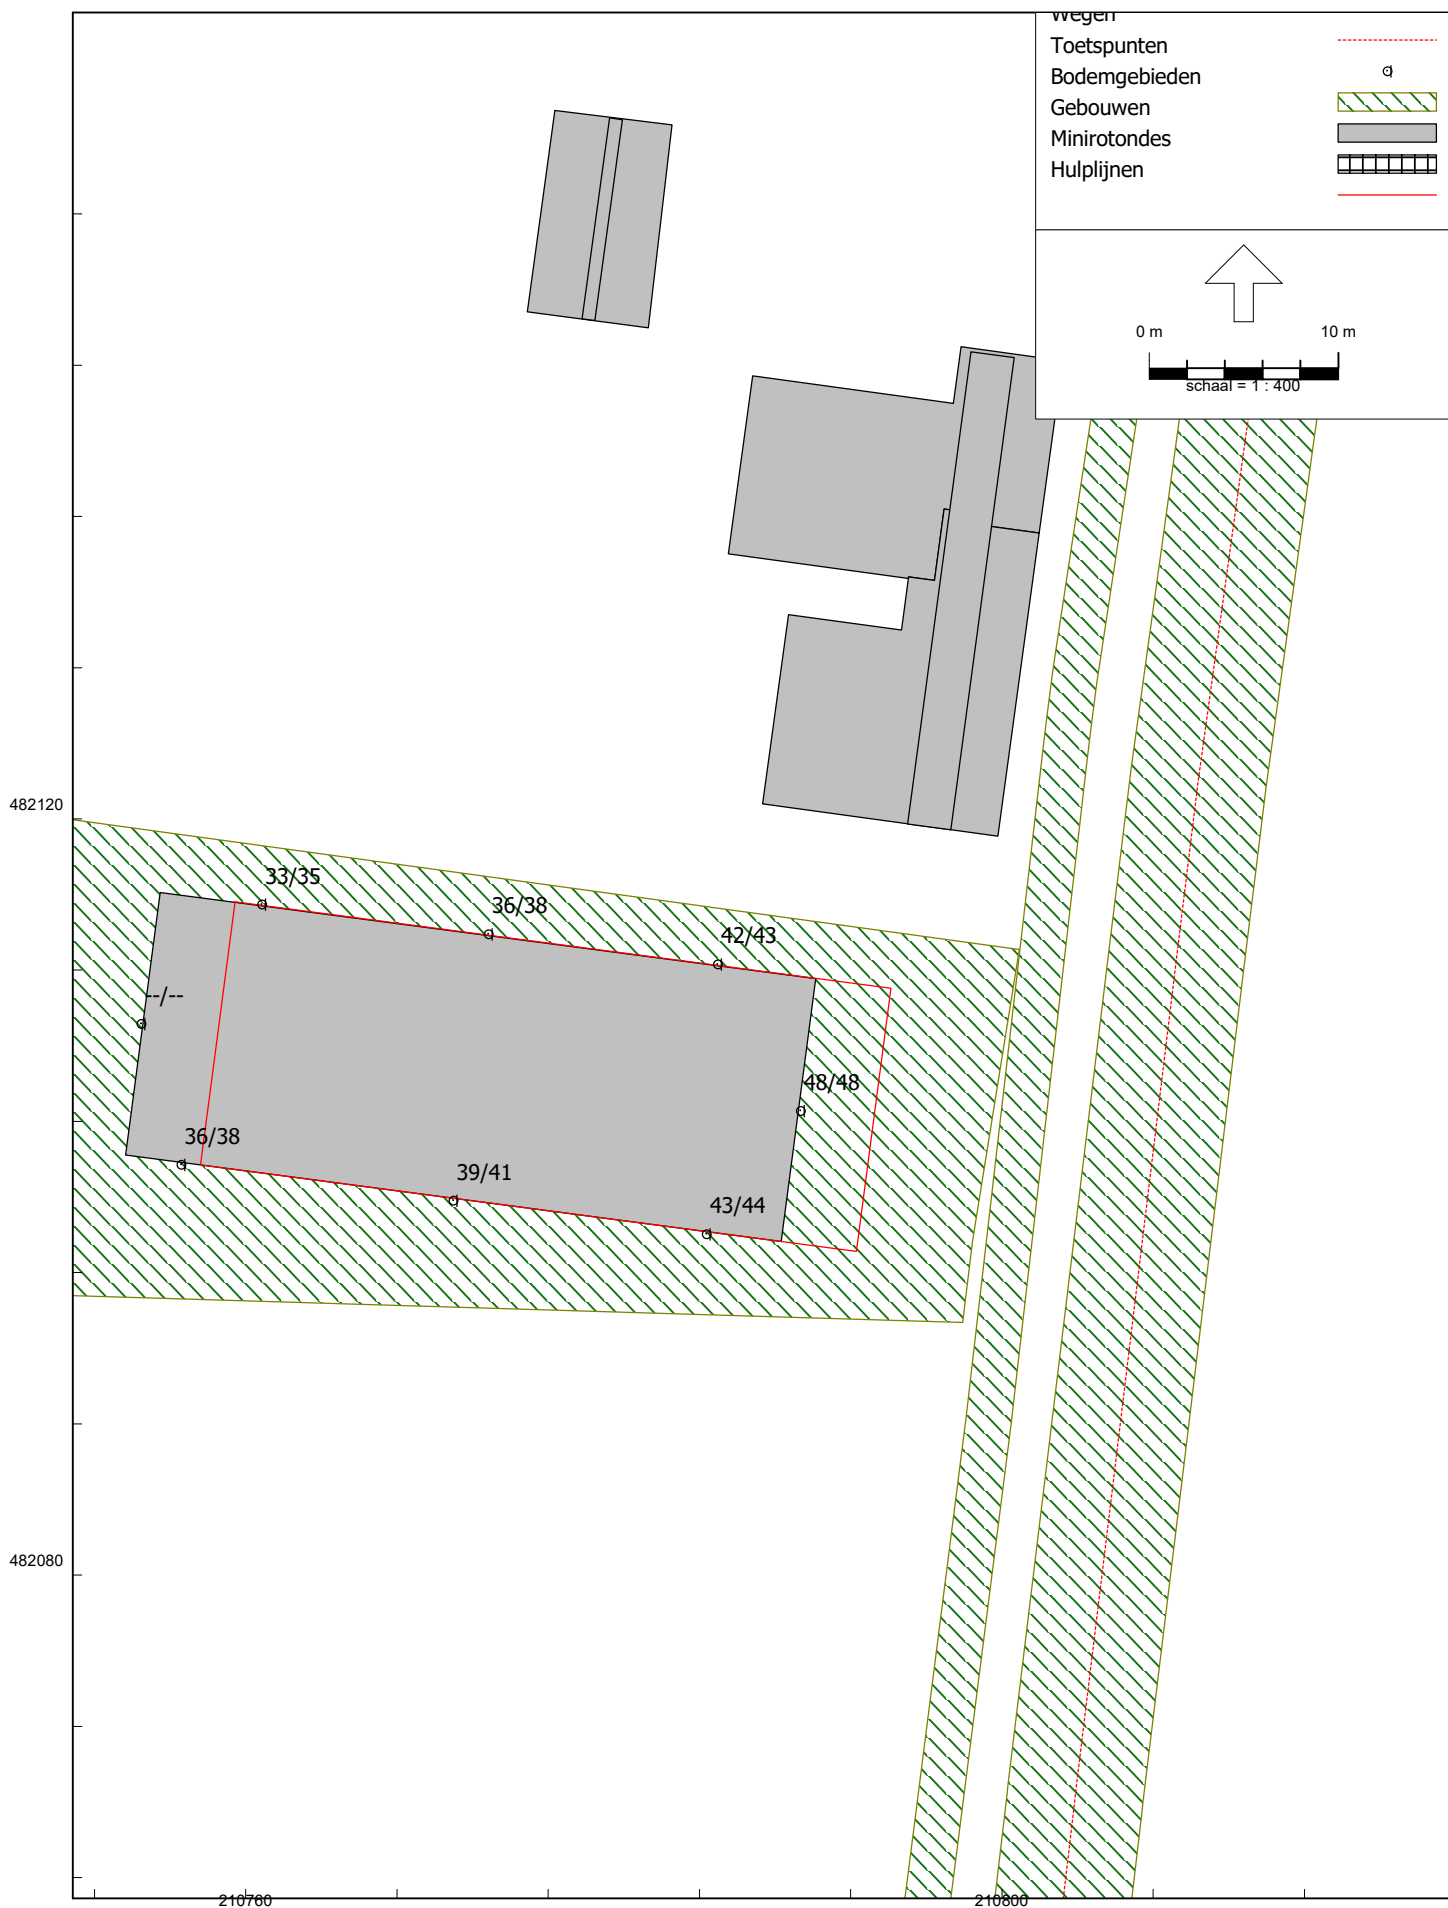 Wegen
Toetspunten
Bodemgebieden
Gebouwen
Minirotondes
Hulplijnen
0 m 10 m
schaal = 1 : 400
482120
33/35
36/38
42/43
--/--
48/48
36/38
39/41
43/44
482080
210760 210800